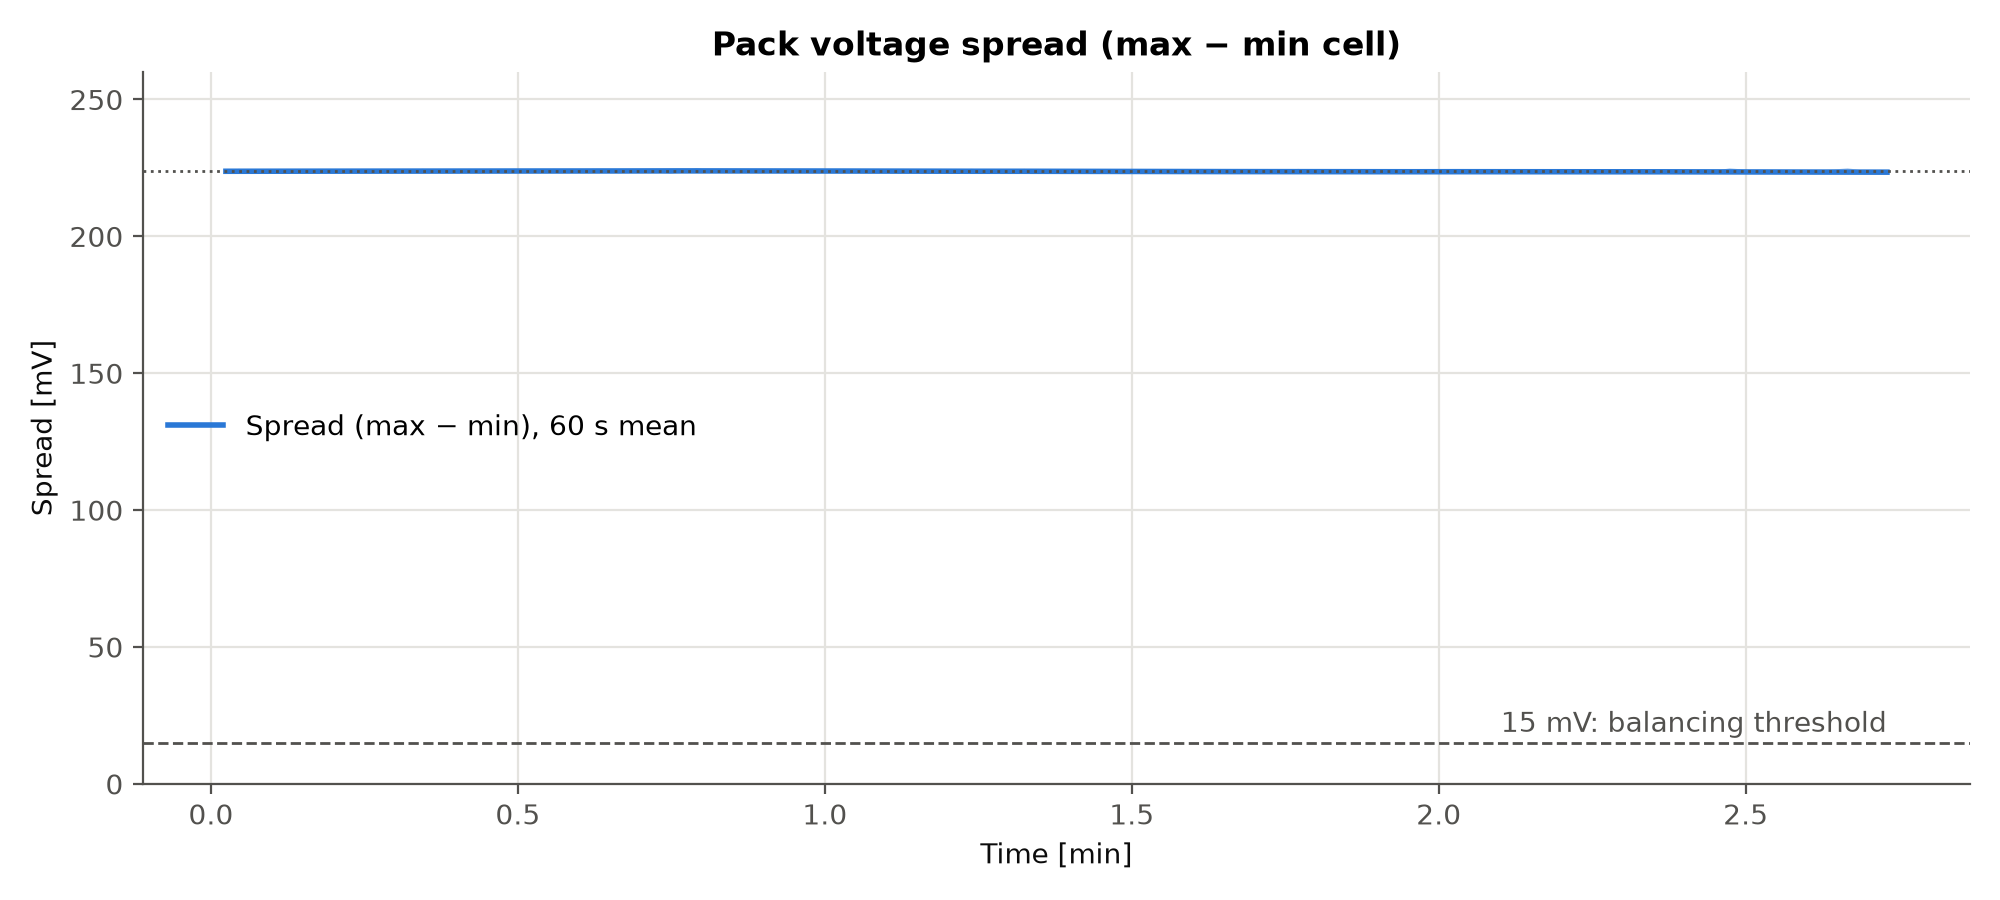 Pack voltage spread (max − min cell)
250
200
150
100
50
0
Spread [mV]
Spread (max − min), 60 s mean
15 mV: balancing threshold
0.0 0.5 1.0 1.5 2.0 2.5
Time [min]